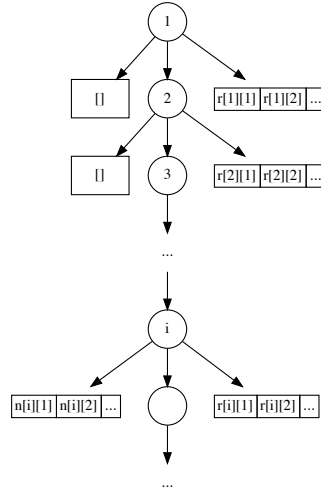 1
[] 2 r[1][1] r[1][2] ...
[] 3 r[2][1] r[2][2] ...
...
i
n[i][1] n[i][2] ... r[i][1] r[i][2] ...
...